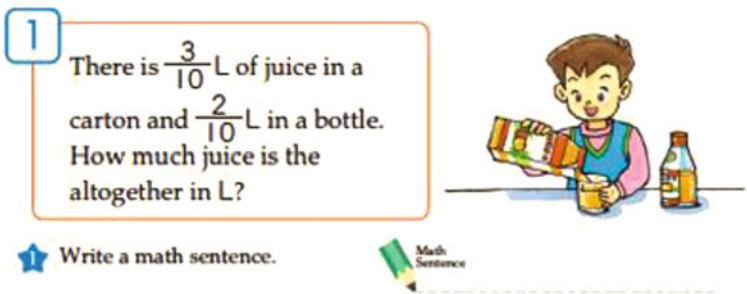 1
There is 3/10 L of juice in a
carton and 2/10 L in a bottle.
How much juice is the
altogether in L?
1 Write a math sentence.
Math
Sentence